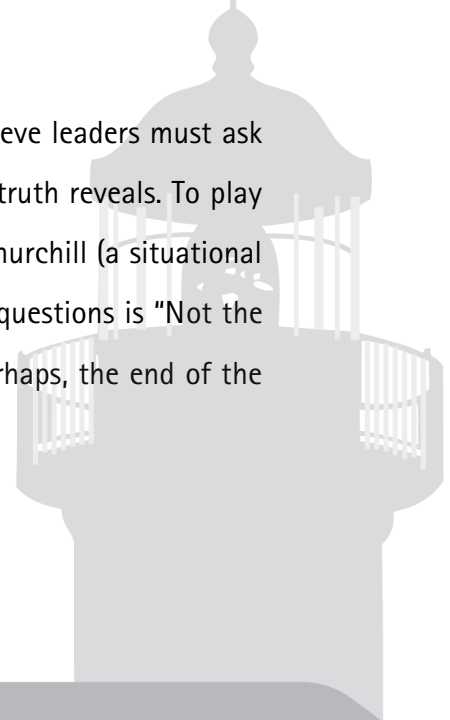 eve leaders must ask
truth reveals. To play
hurchill (a situational
questions is “Not the
rhaps, the end of the